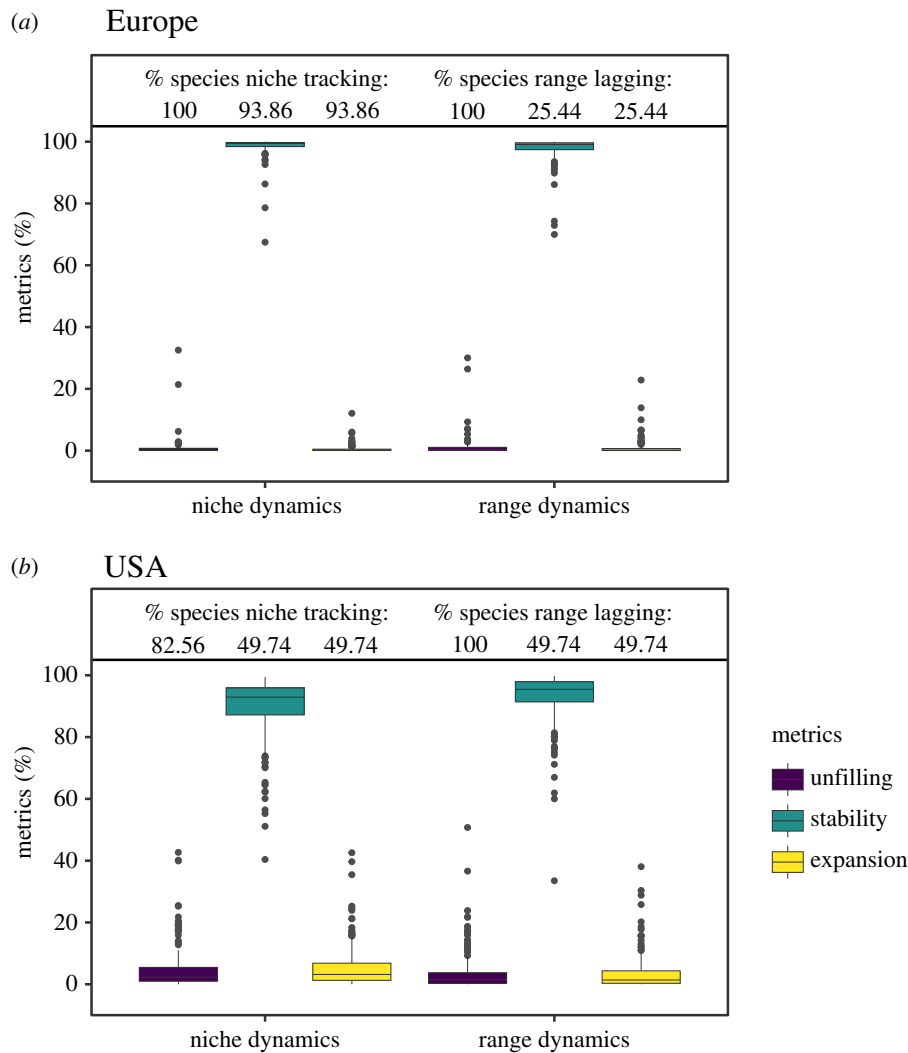 (a) Europe
% species niche tracking: % species range lagging:
100 93.86 93.86 100 25.44 25.44
100
80
60
40
20
0
metrics (%)
niche dynamics range dynamics
(b) USA
% species niche tracking: % species range lagging:
82.56 49.74 49.74 100 49.74 49.74
100
80
60
40
20
0
metrics (%)
niche dynamics range dynamics
metrics
unfilling
stability
expansion